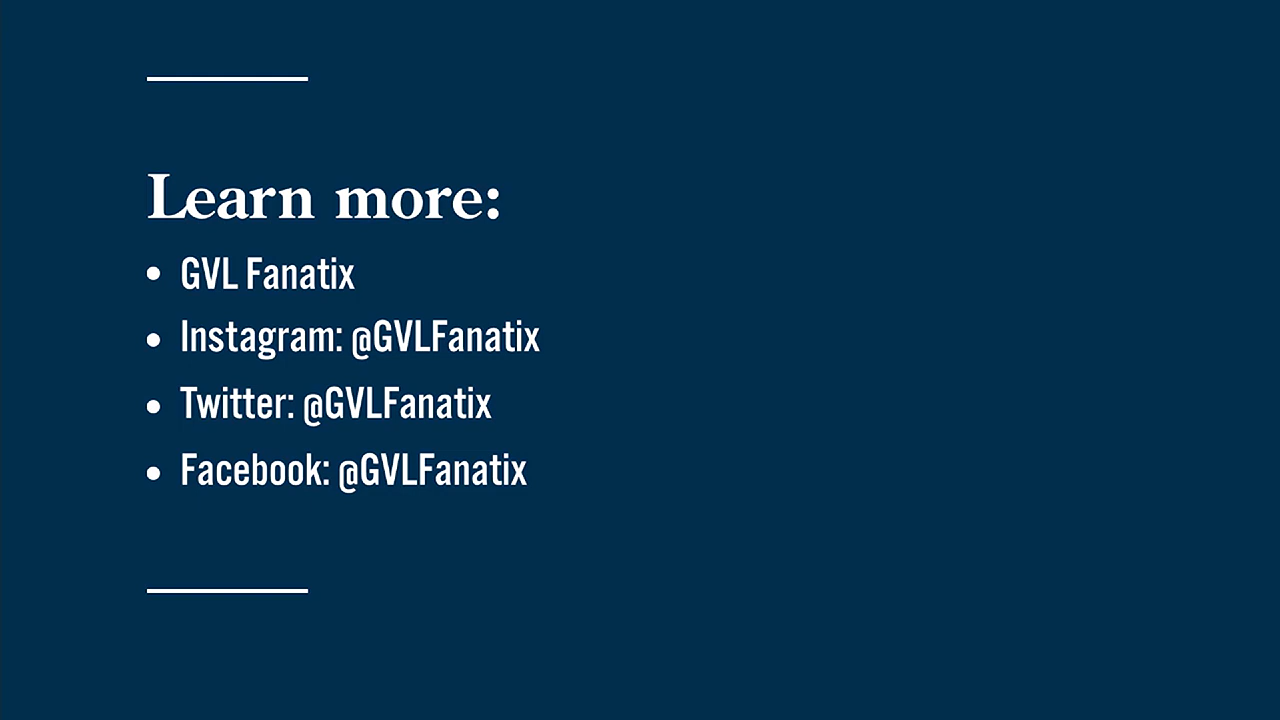 Learn more:
• GVL Fanatix
• Instagram: @GVLFanatix
• Twitter: @GVLFanatix
• Facebook: @GVLFanatix